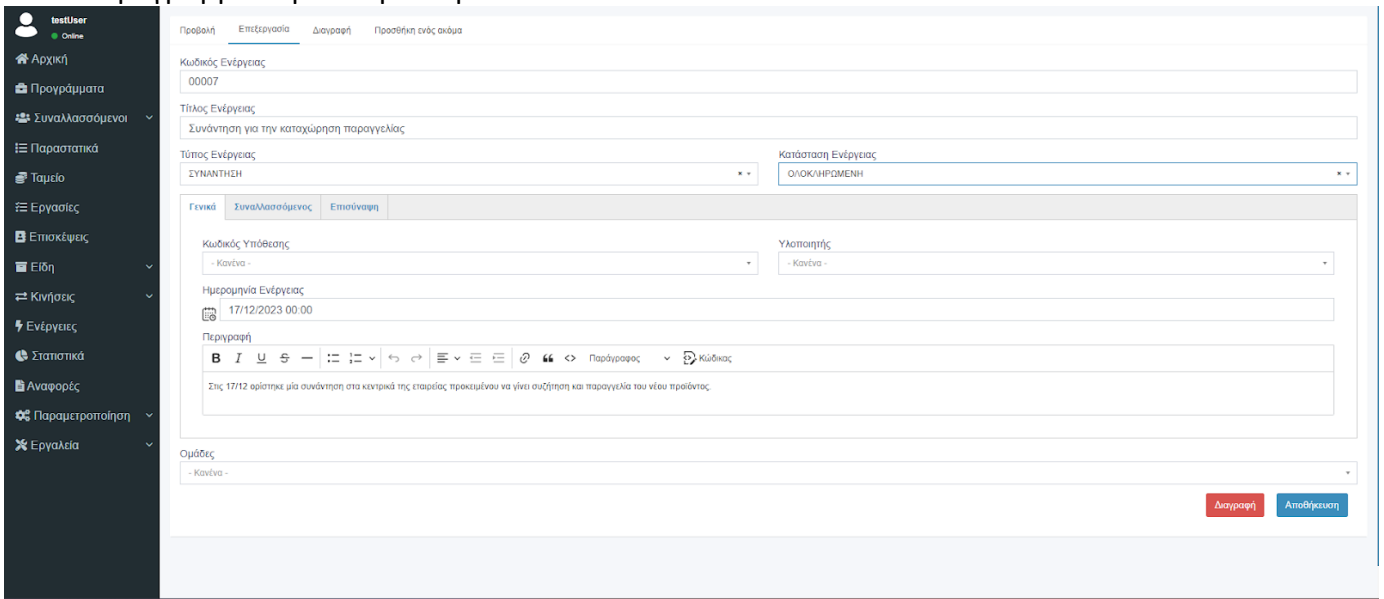 testUser
Online
Αρχική
Προγράμματα
Συναλλασσόμενοι
Παραστατικά
Ταμείο
Εργασίες
Επισκέψεις
Είδη
Κινήσεις
Ενέργειες
Στατιστικά
Αναφορές
Παραμετροποίηση
Εργαλεία
Προβολή Επεξεργασία Διαγραφή Προσθήκη ενός ακόμα
Κωδικός Ενέργειας
00007
Τίτλος Ενέργειας
Συνάντηση για την καταχώρηση παραγγελίας
Τύπος Ενέργειας Κατάσταση Ενέργειας
ΣΥΝΑΝΤΗΣΗ × ΟΛΟΚΛΗΡΩΜΕΝΗ ×
Γενικά Συναλλασσόμενος Επισύναψη
Κωδικός Υπόθεσης Υλοποιητής
- Κανένα - - Κανένα -
Ημερομηνία Ενέργειας
17/12/2023 00:00
Περιγραφή
B I U S Παράγραφος Κώδικας
Στις 17/12 ορίστηκε μία συνάντηση στα κεντρικά της εταιρείας προκειμένου να γίνει συζήτηση και παραγγελία του νέου προϊόντος.
Ομάδες
- Κανένα -
Διαγραφή Αποθήκευση